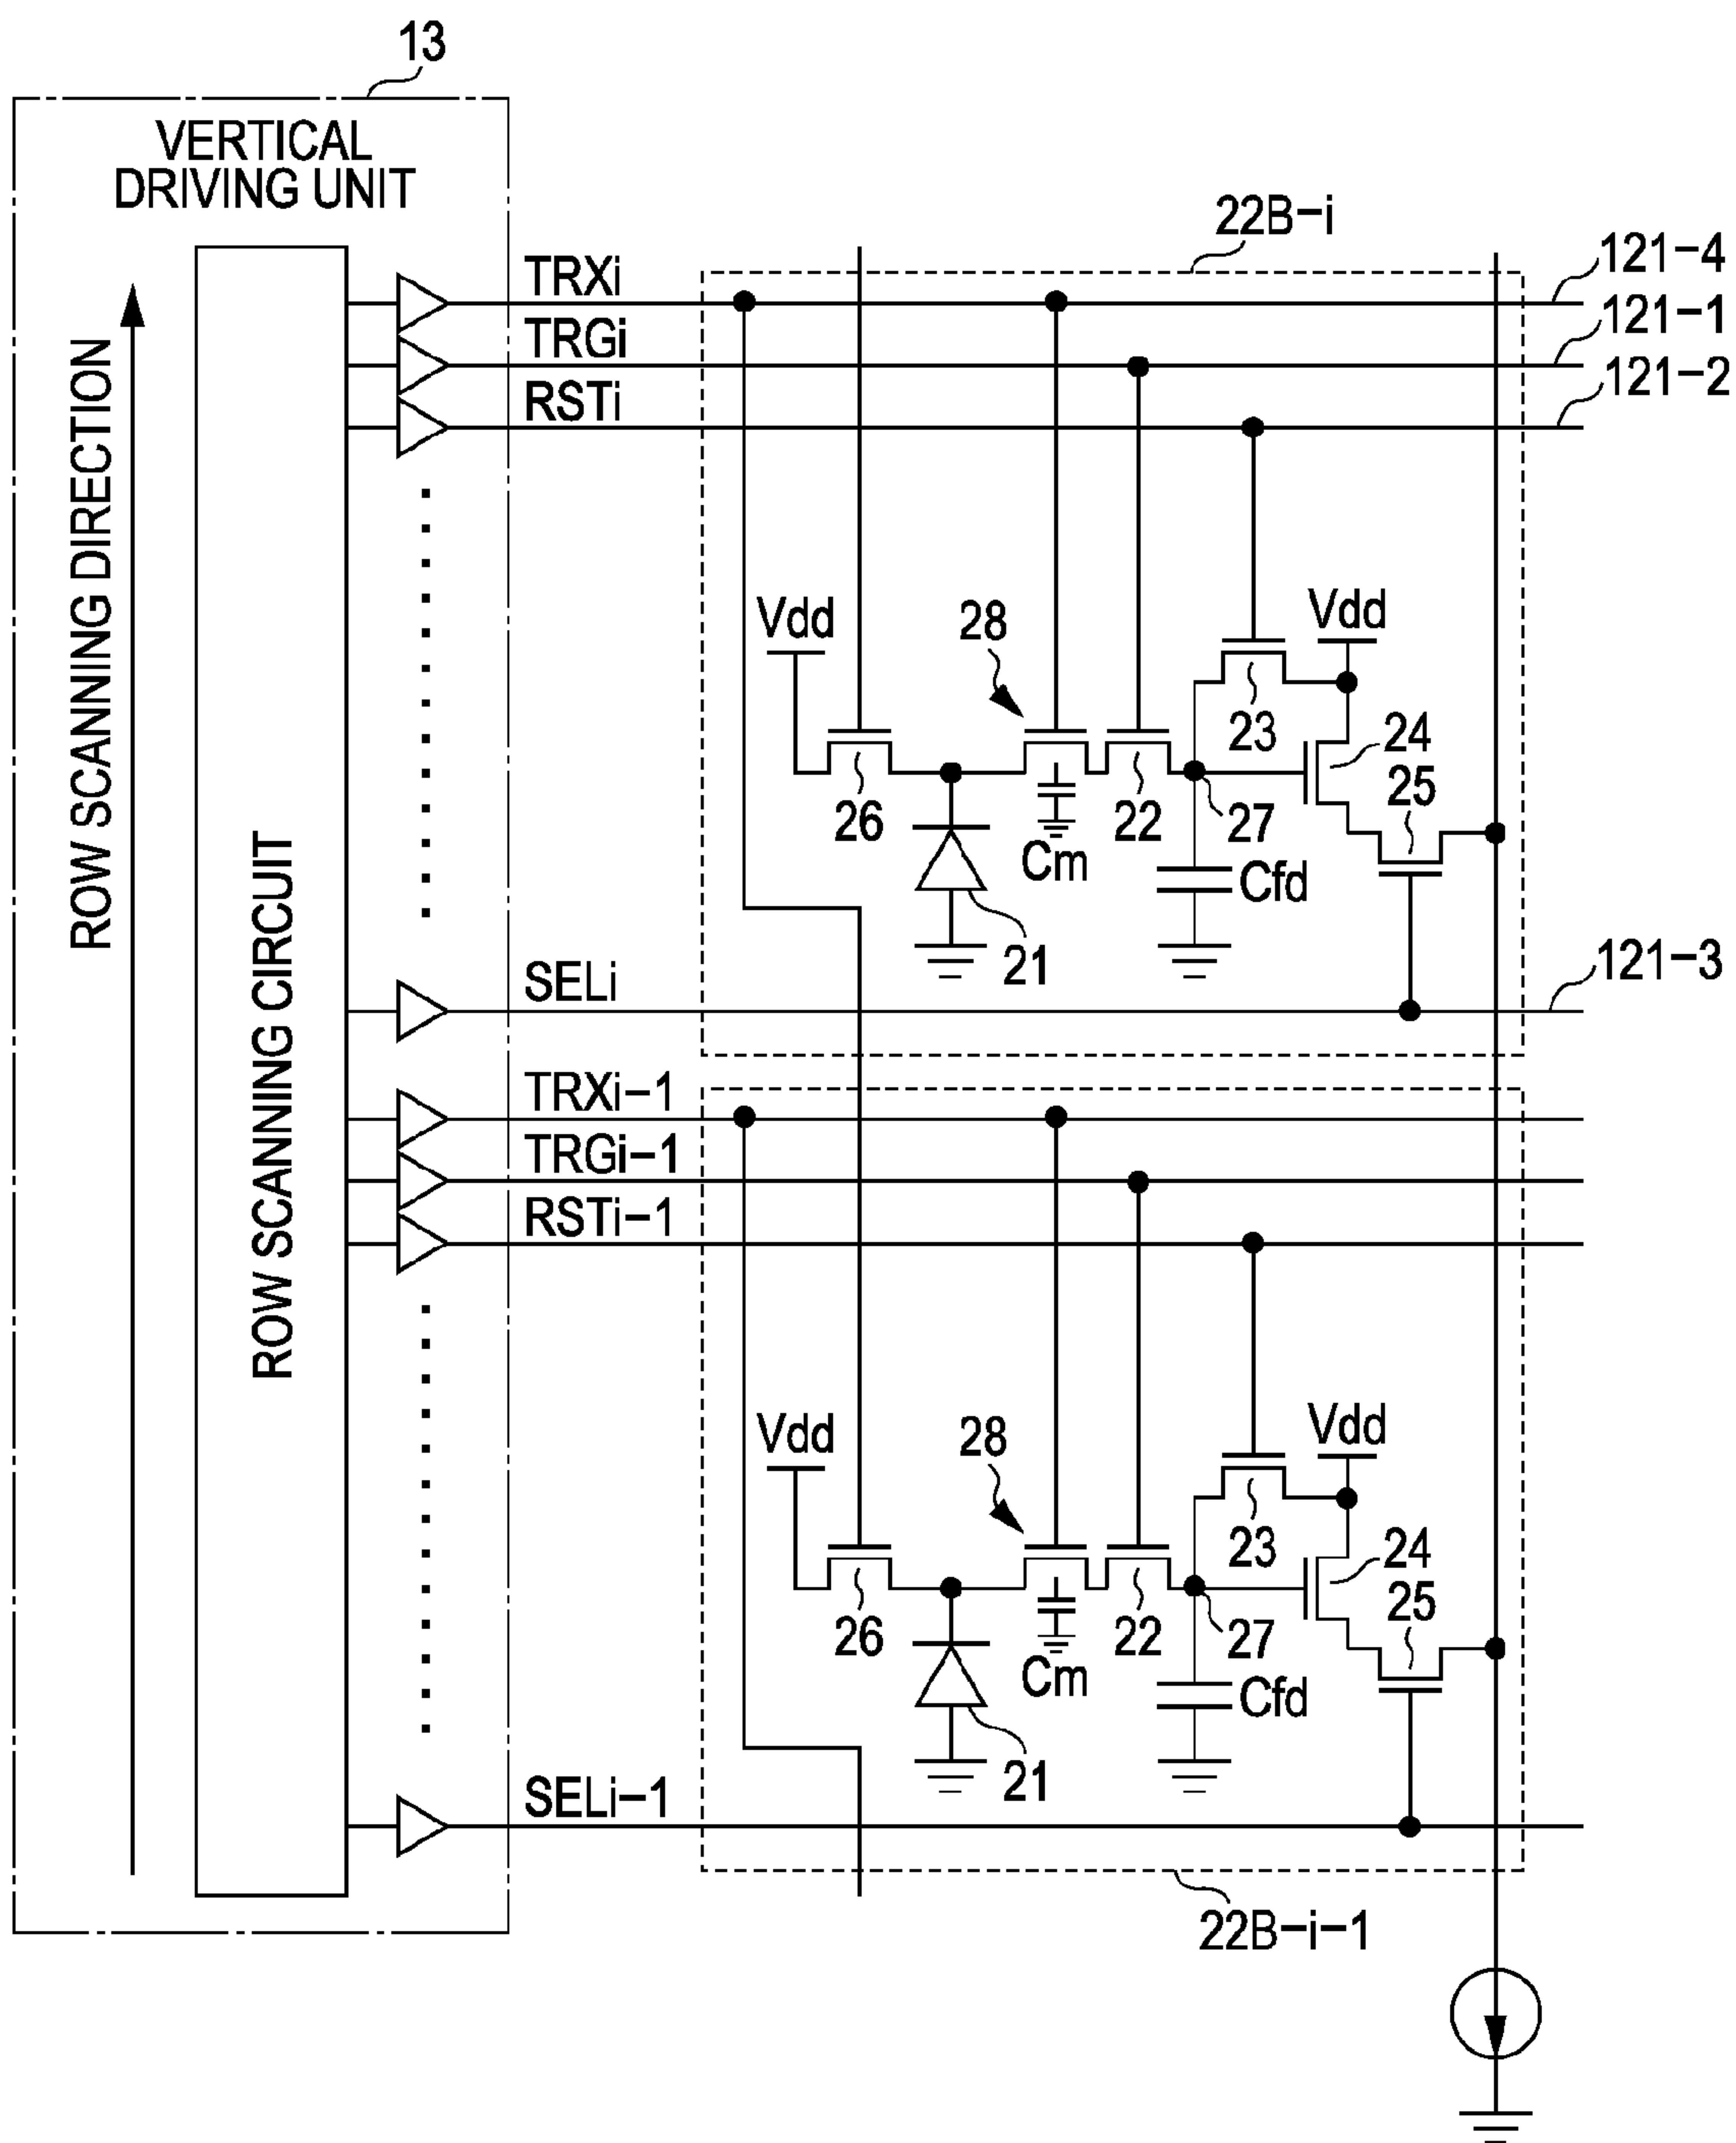 13
VERTICAL
DRIVING UNIT
ROW SCANNING DIRECTION
ROW SCANNING CIRCUIT
22B-i
TRXi
121-4
TRGi
121-1
RSTi
121-2
Vdd
28
Vdd
23
24
26
22
27
25
Cm
Cfd
21
SELi
121-3
TRXi-1
TRGi-1
RSTi-1
Vdd
28
Vdd
23
24
26
22
27
25
Cm
Cfd
21
SELi-1
22B-i-1